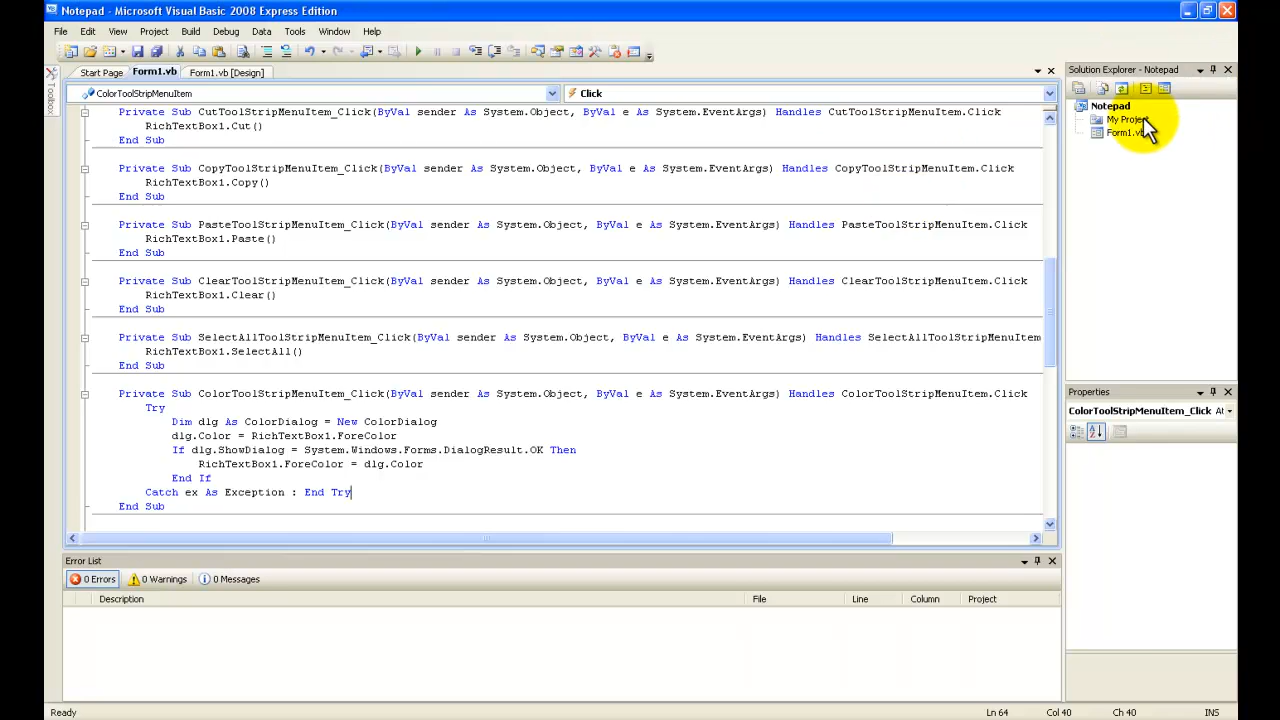 Notepad - Microsoft Visual Basic 2008 Express Edition
File Edit View Project Build Debug Data Tools Window Help
Toolbox
Start Page Form1.vb Form1.vb [Design]
ColorToolStripMenuItem Click
Private Sub CutToolStripMenuItem_Click(ByVal sender As System.Object, ByVal e As System.EventArgs) Handles CutToolStripMenuItem.Click
RichTextBox1.Cut()
End Sub
Private Sub CopyToolStripMenuItem_Click(ByVal sender As System.Object, ByVal e As System.EventArgs) Handles CopyToolStripMenuItem.Click
RichTextBox1.Copy()
End Sub
Private Sub PasteToolStripMenuItem_Click(ByVal sender As System.Object, ByVal e As System.EventArgs) Handles PasteToolStripMenuItem.Click
RichTextBox1.Paste()
End Sub
Private Sub ClearToolStripMenuItem_Click(ByVal sender As System.Object, ByVal e As System.EventArgs) Handles ClearToolStripMenuItem.Click
RichTextBox1.Clear()
End Sub
Private Sub SelectAllToolStripMenuItem_Click(ByVal sender As System.Object, ByVal e As System.EventArgs) Handles SelectAllToolStripMenuItem
RichTextBox1.SelectAll()
End Sub
Private Sub ColorToolStripMenuItem_Click(ByVal sender As System.Object, ByVal e As System.EventArgs) Handles ColorToolStripMenuItem.Click
Try
Dim dlg As ColorDialog = New ColorDialog
dlg.Color = RichTextBox1.ForeColor
If dlg.ShowDialog = System.Windows.Forms.DialogResult.OK Then
RichTextBox1.ForeColor = dlg.Color
End If
Catch ex As Exception : End Try
End Sub
Solution Explorer - Notepad
Notepad
My Project
Form1.vb
Properties
ColorToolStripMenuItem_Click At
Error List
0 Errors 0 Warnings 0 Messages
Description File Line Column Project
Ready Ln 64 Col 40 Ch 40 INS